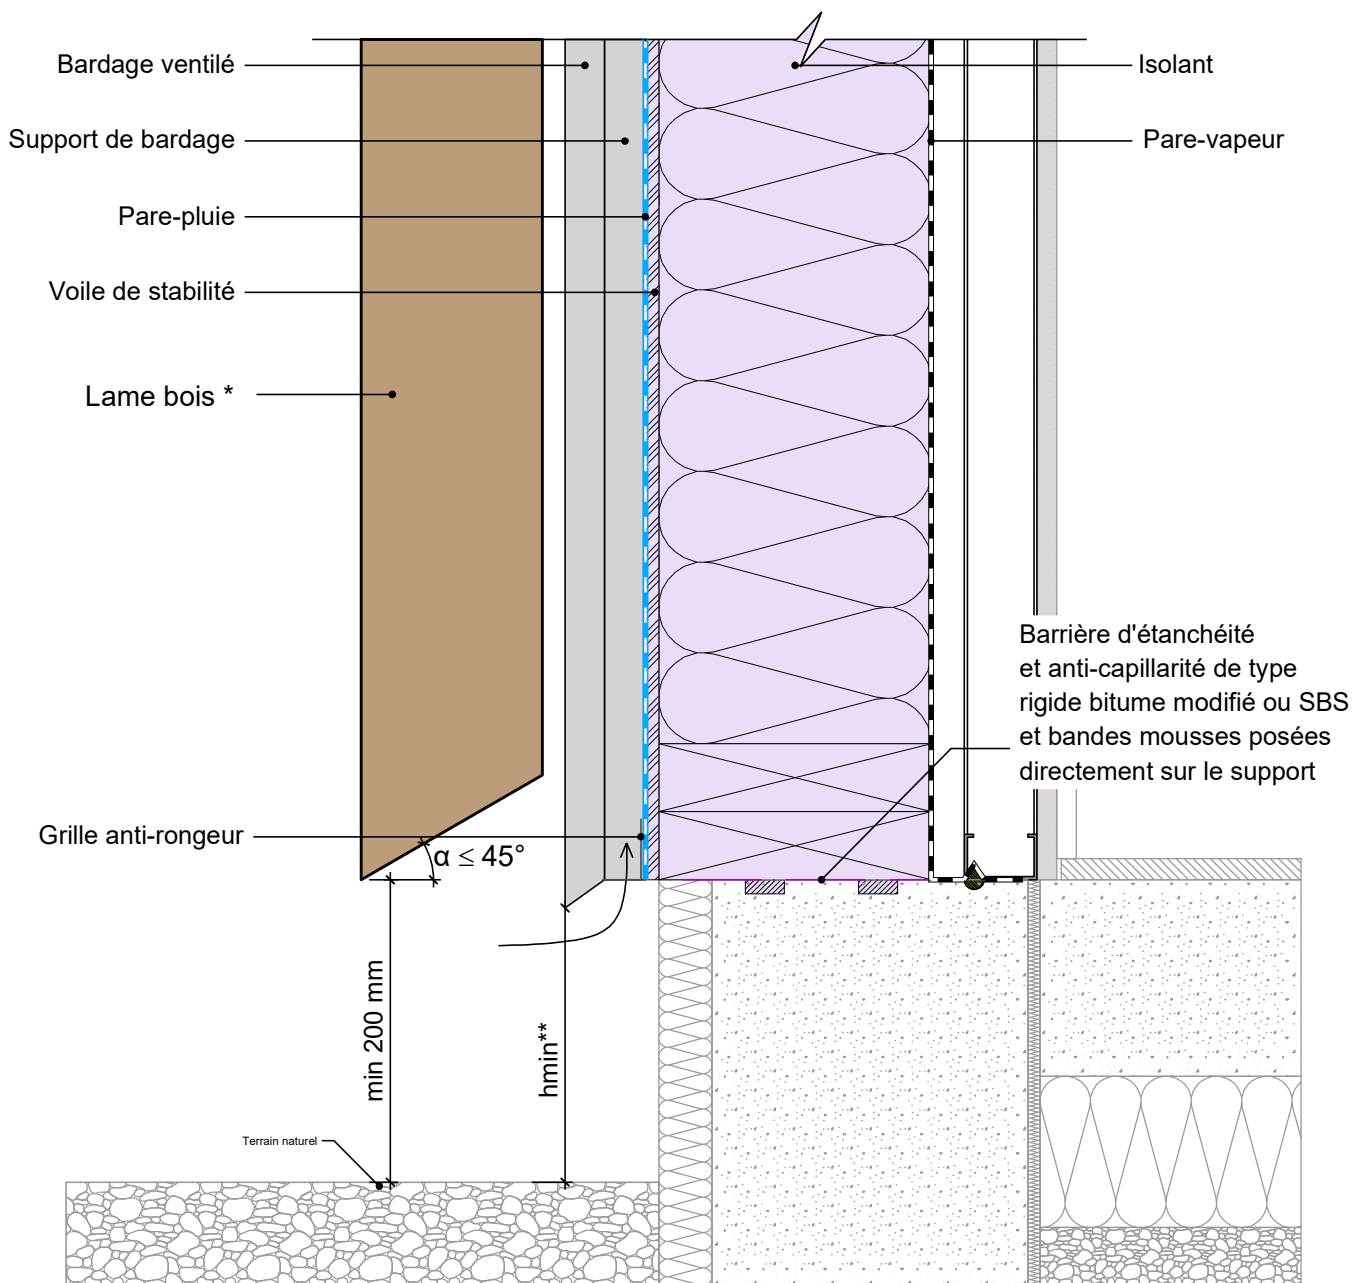 Bardage ventilé
Support de bardage
Pare-pluie
Voile de stabilité
Lame bois *
Grille anti-rongeur
α ≤ 45°
min 200 mm
hmin**
Terrain naturel
Isolant
Pare-vapeur
Barrière d'étanchéité
et anti-capillarité de type
rigide bitume modifié ou SBS
et bandes mousses posées
directement sur le support